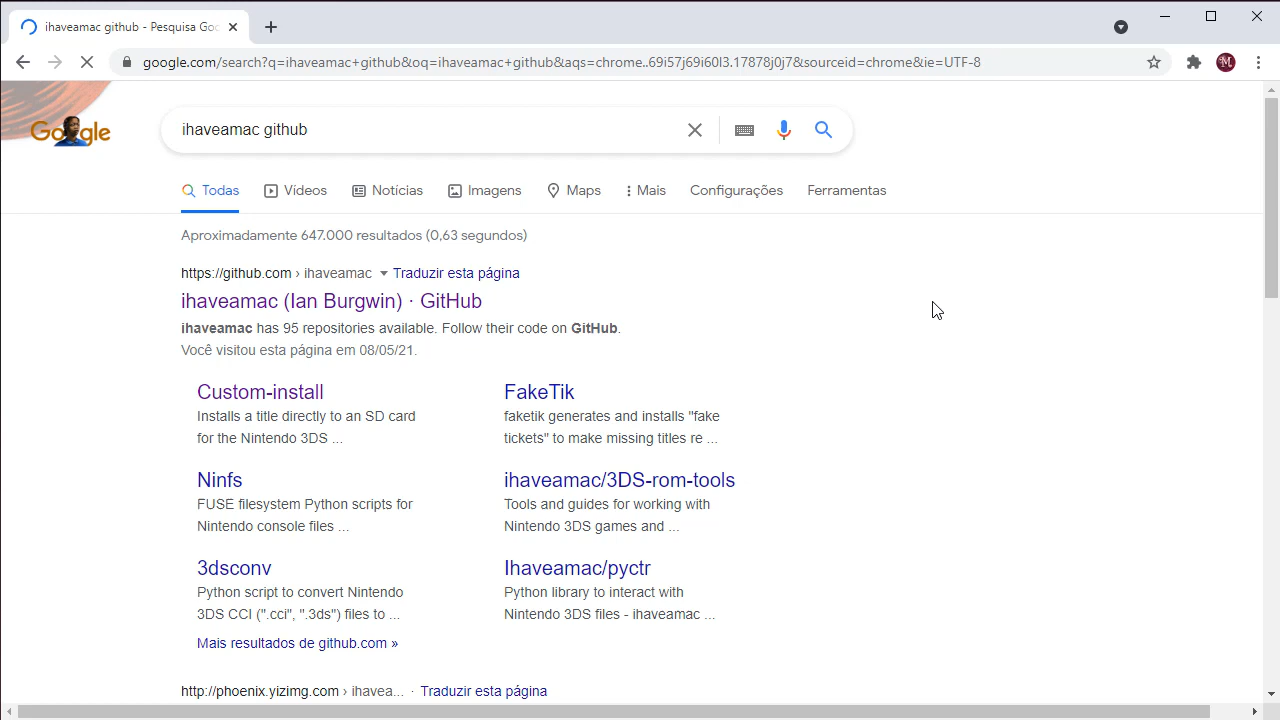 ihaveamac github - Pesquisa Goo
google.com/search?q=ihaveamac+github&oq=ihaveamac+github&aqs=chrome..69i57j69i60l3.17878j0j7&sourceid=chrome&ie=UTF-8
M
Google
ihaveamac github
Todas
Vídeos
Notícias
Imagens
Maps
Mais
Configurações
Ferramentas
Aproximadamente 647.000 resultados (0,63 segundos)
https://github.com › ihaveamac Traduzir esta página
ihaveamac (Ian Burgwin) · GitHub
ihaveamac has 95 repositories available. Follow their code on GitHub.
Você visitou esta página em 08/05/21.
Custom-install
Installs a title directly to an SD card
for the Nintendo 3DS ...
FakeTik
faketik generates and installs "fake
tickets" to make missing titles re ...
Ninfs
FUSE filesystem Python scripts for
Nintendo console files ...
ihaveamac/3DS-rom-tools
Tools and guides for working with
Nintendo 3DS games and ...
3dsconv
Python script to convert Nintendo
3DS CCI (".cci", ".3ds") files to ...
Ihaveamac/pyctr
Python library to interact with
Nintendo 3DS files - ihaveamac ...
Mais resultados de github.com »
http://phoenix.yizimg.com › ihavea... · Traduzir esta página